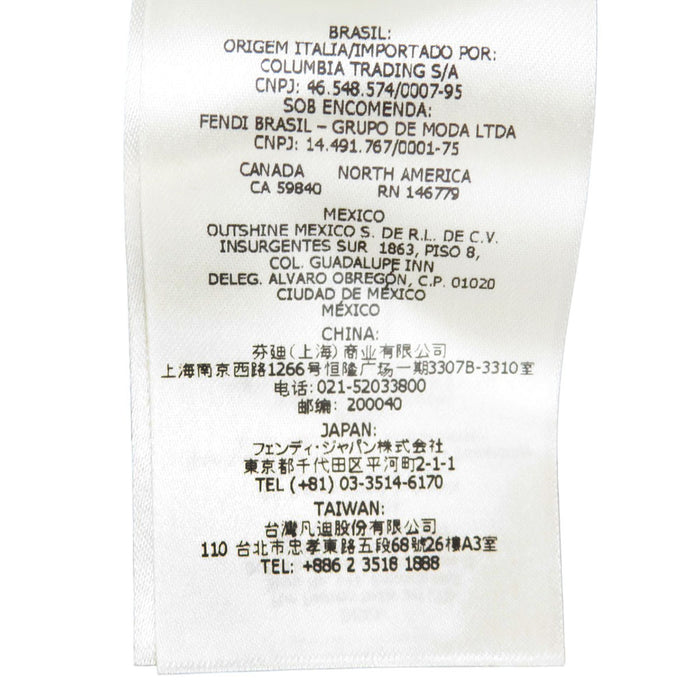 BRASIL:
ORIGEM ITALIA/IMPORTADO POR:
COLUMBIA TRADING S/A
CNPJ: 46.548.574/0007-95
SOB ENCOMENDA:
FENDI BRASIL - GRUPO DE MODA LTDA
CNPJ: 14.491.767/0001-75
CANADA NORTH AMERICA
CA 59840 RN 146779
MEXICO
OUTSHINE MEXICO S. DE R.L. DE C.V.
INSURGENTES SUR 1863, PISO 8,
COL. GUADALUPE INN
DELEG. ALVARO OBREGÓN, C.P. 01020
CIUDAD DE MÉXICO
MÉXICO
CHINA:
芬迪(上海)商业有限公司
上海南京西路1266号恒隆广场一期3307B-3310室
电话: 021-52033800
邮编: 200040
JAPAN:
フェンディ・ジャパン株式会社
東京都千代田区平河町2-1-1
TEL (+81) 03-3514-6170
TAIWAN:
台灣凡迪股份有限公司
110 台北市忠孝東路五段68號26樓A3室
TEL: +886 2 3518 1888